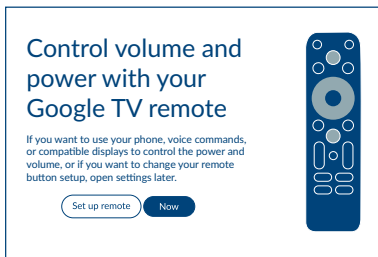 Control volume and
power with your
Google TV remote
If you want to use your phone, voice commands,
or compatible displays to control the power and
volume, or if you want to change your remote
button setup, open settings later.
Set up remote Now